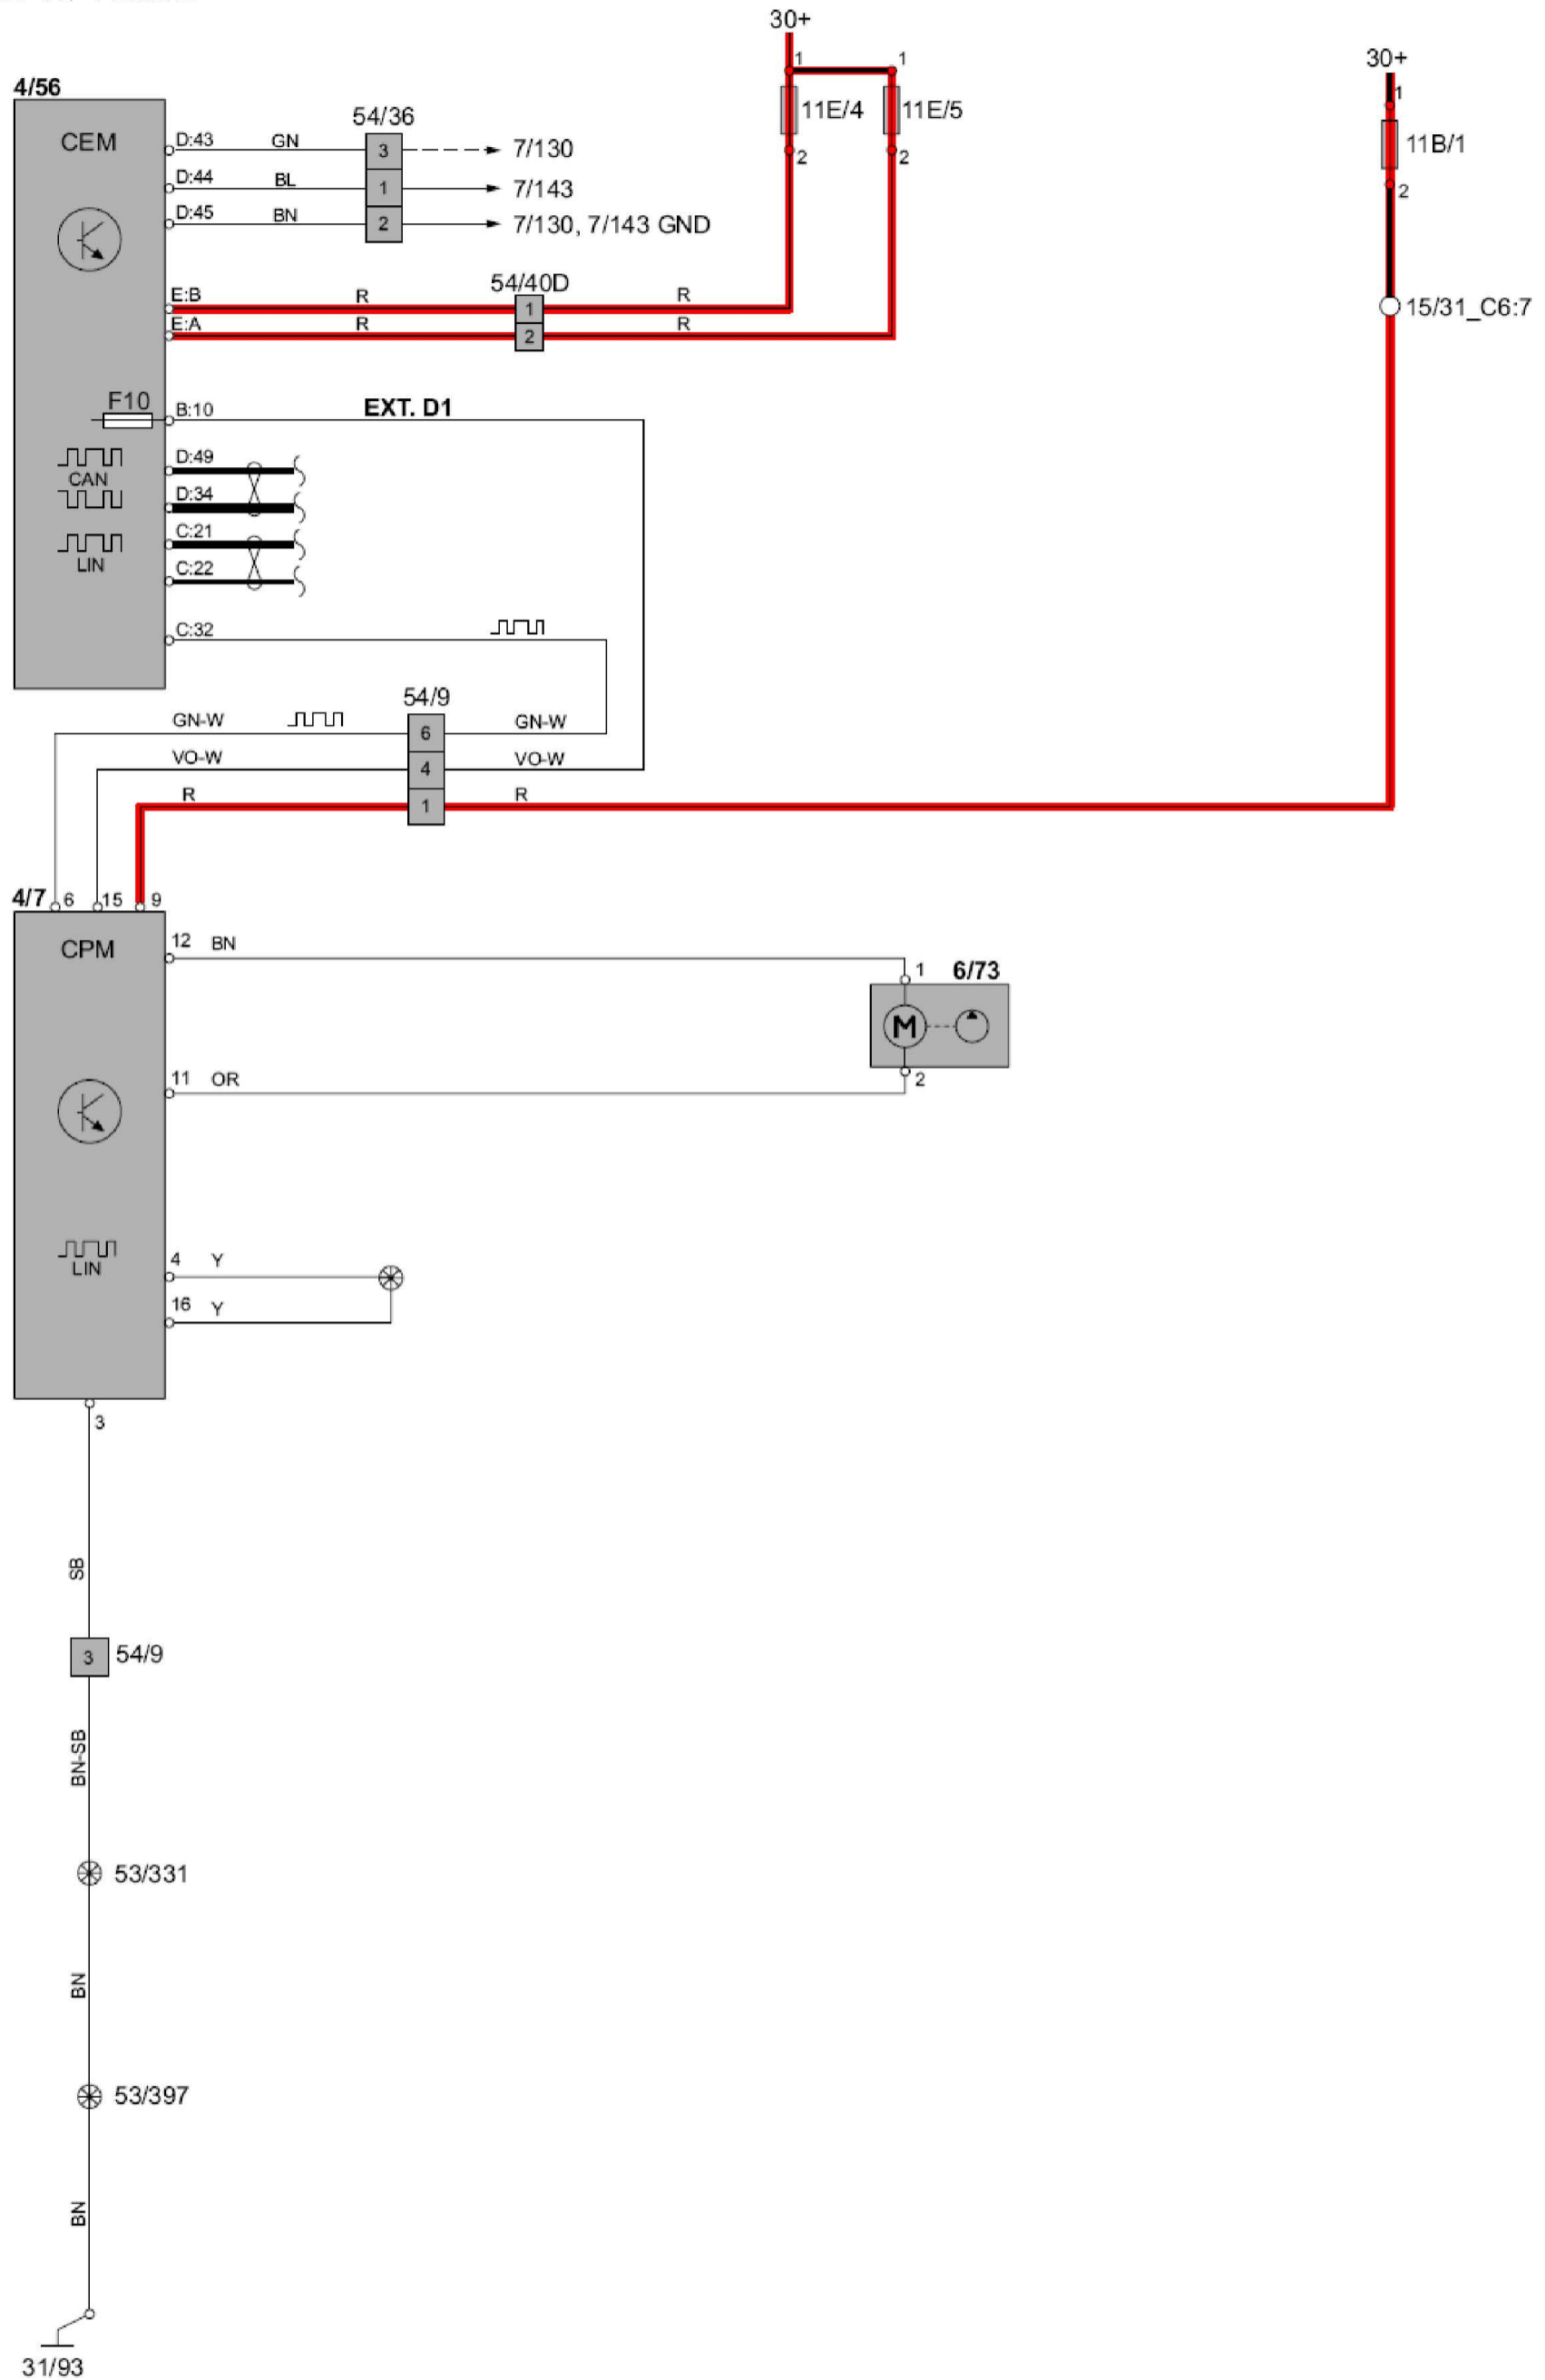 30+
30+
4/56
1
1
1
CEM
54/36
11E/4
11E/5
11B/1
D:43
GN
3
7/130
2
2
D:44
BL
1
7/143
2
D:45
BN
2
7/130, 7/143 GND
54/40D
E:B
R
1
R
15/31_C6:7
E:A
R
2
R
F10
B:10
EXT. D1
D:49
CAN
D:34
C:21
LIN
C:22
C:32
54/9
GN-W
6
GN-W
VO-W
4
VO-W
R
1
R
4/7
6
15
9
CPM
12
BN
1
6/73
M
11
OR
2
4
Y
LIN
16
Y
3
SB
3
54/9
BN-SB
53/331
BN
53/397
BN
31/93